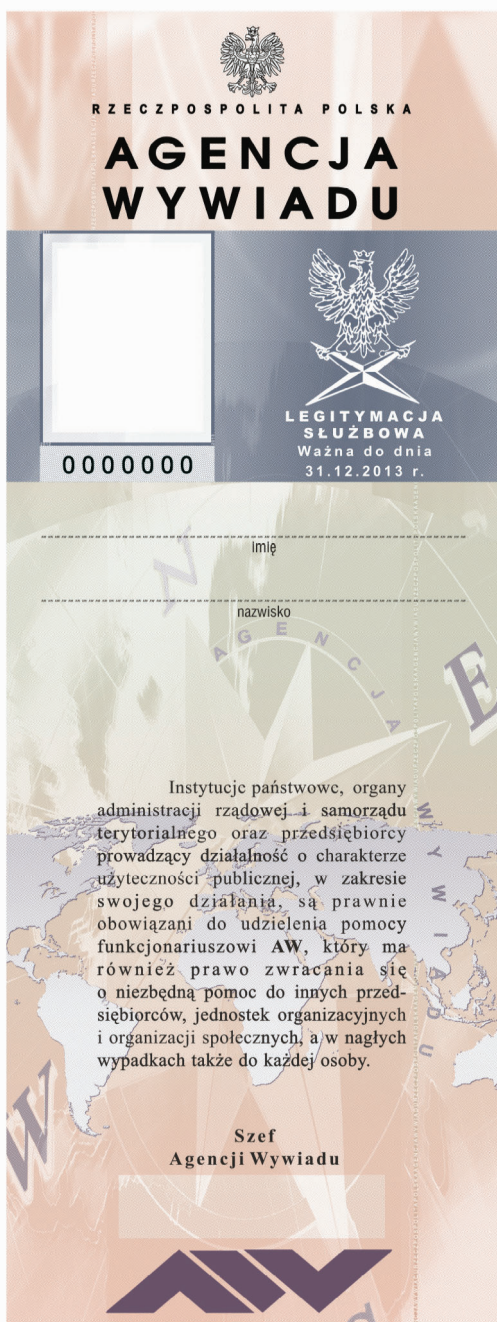 RZECZPOSPOLITA POLSKA
AGENCJA
WYWIADU
LEGITYMACJA
SŁUŻBOWA
Ważna do dnia
31.12.2013 r.
0000000
imię
nazwisko
N
AGENCJA
E
WYWIADU
Instytucje państwowe, organy
administracji rządowej i samorządu
terytorialnego oraz przedsiębiorcy
prowadzący działalność o charakterze
użyteczności publicznej, w zakresie
swojego działania, są prawnie
obowiązani do udzielenia pomocy
funkcjonariuszowi AW, który ma
również prawo zwracania się
o niezbędną pomoc do innych przed-
siębiorców, jednostek organizacyjnych
i organizacji społecznych, a w nagłych
wypadkach także do każdej osoby.
W
Szef
Agencji Wywiadu
AW
S